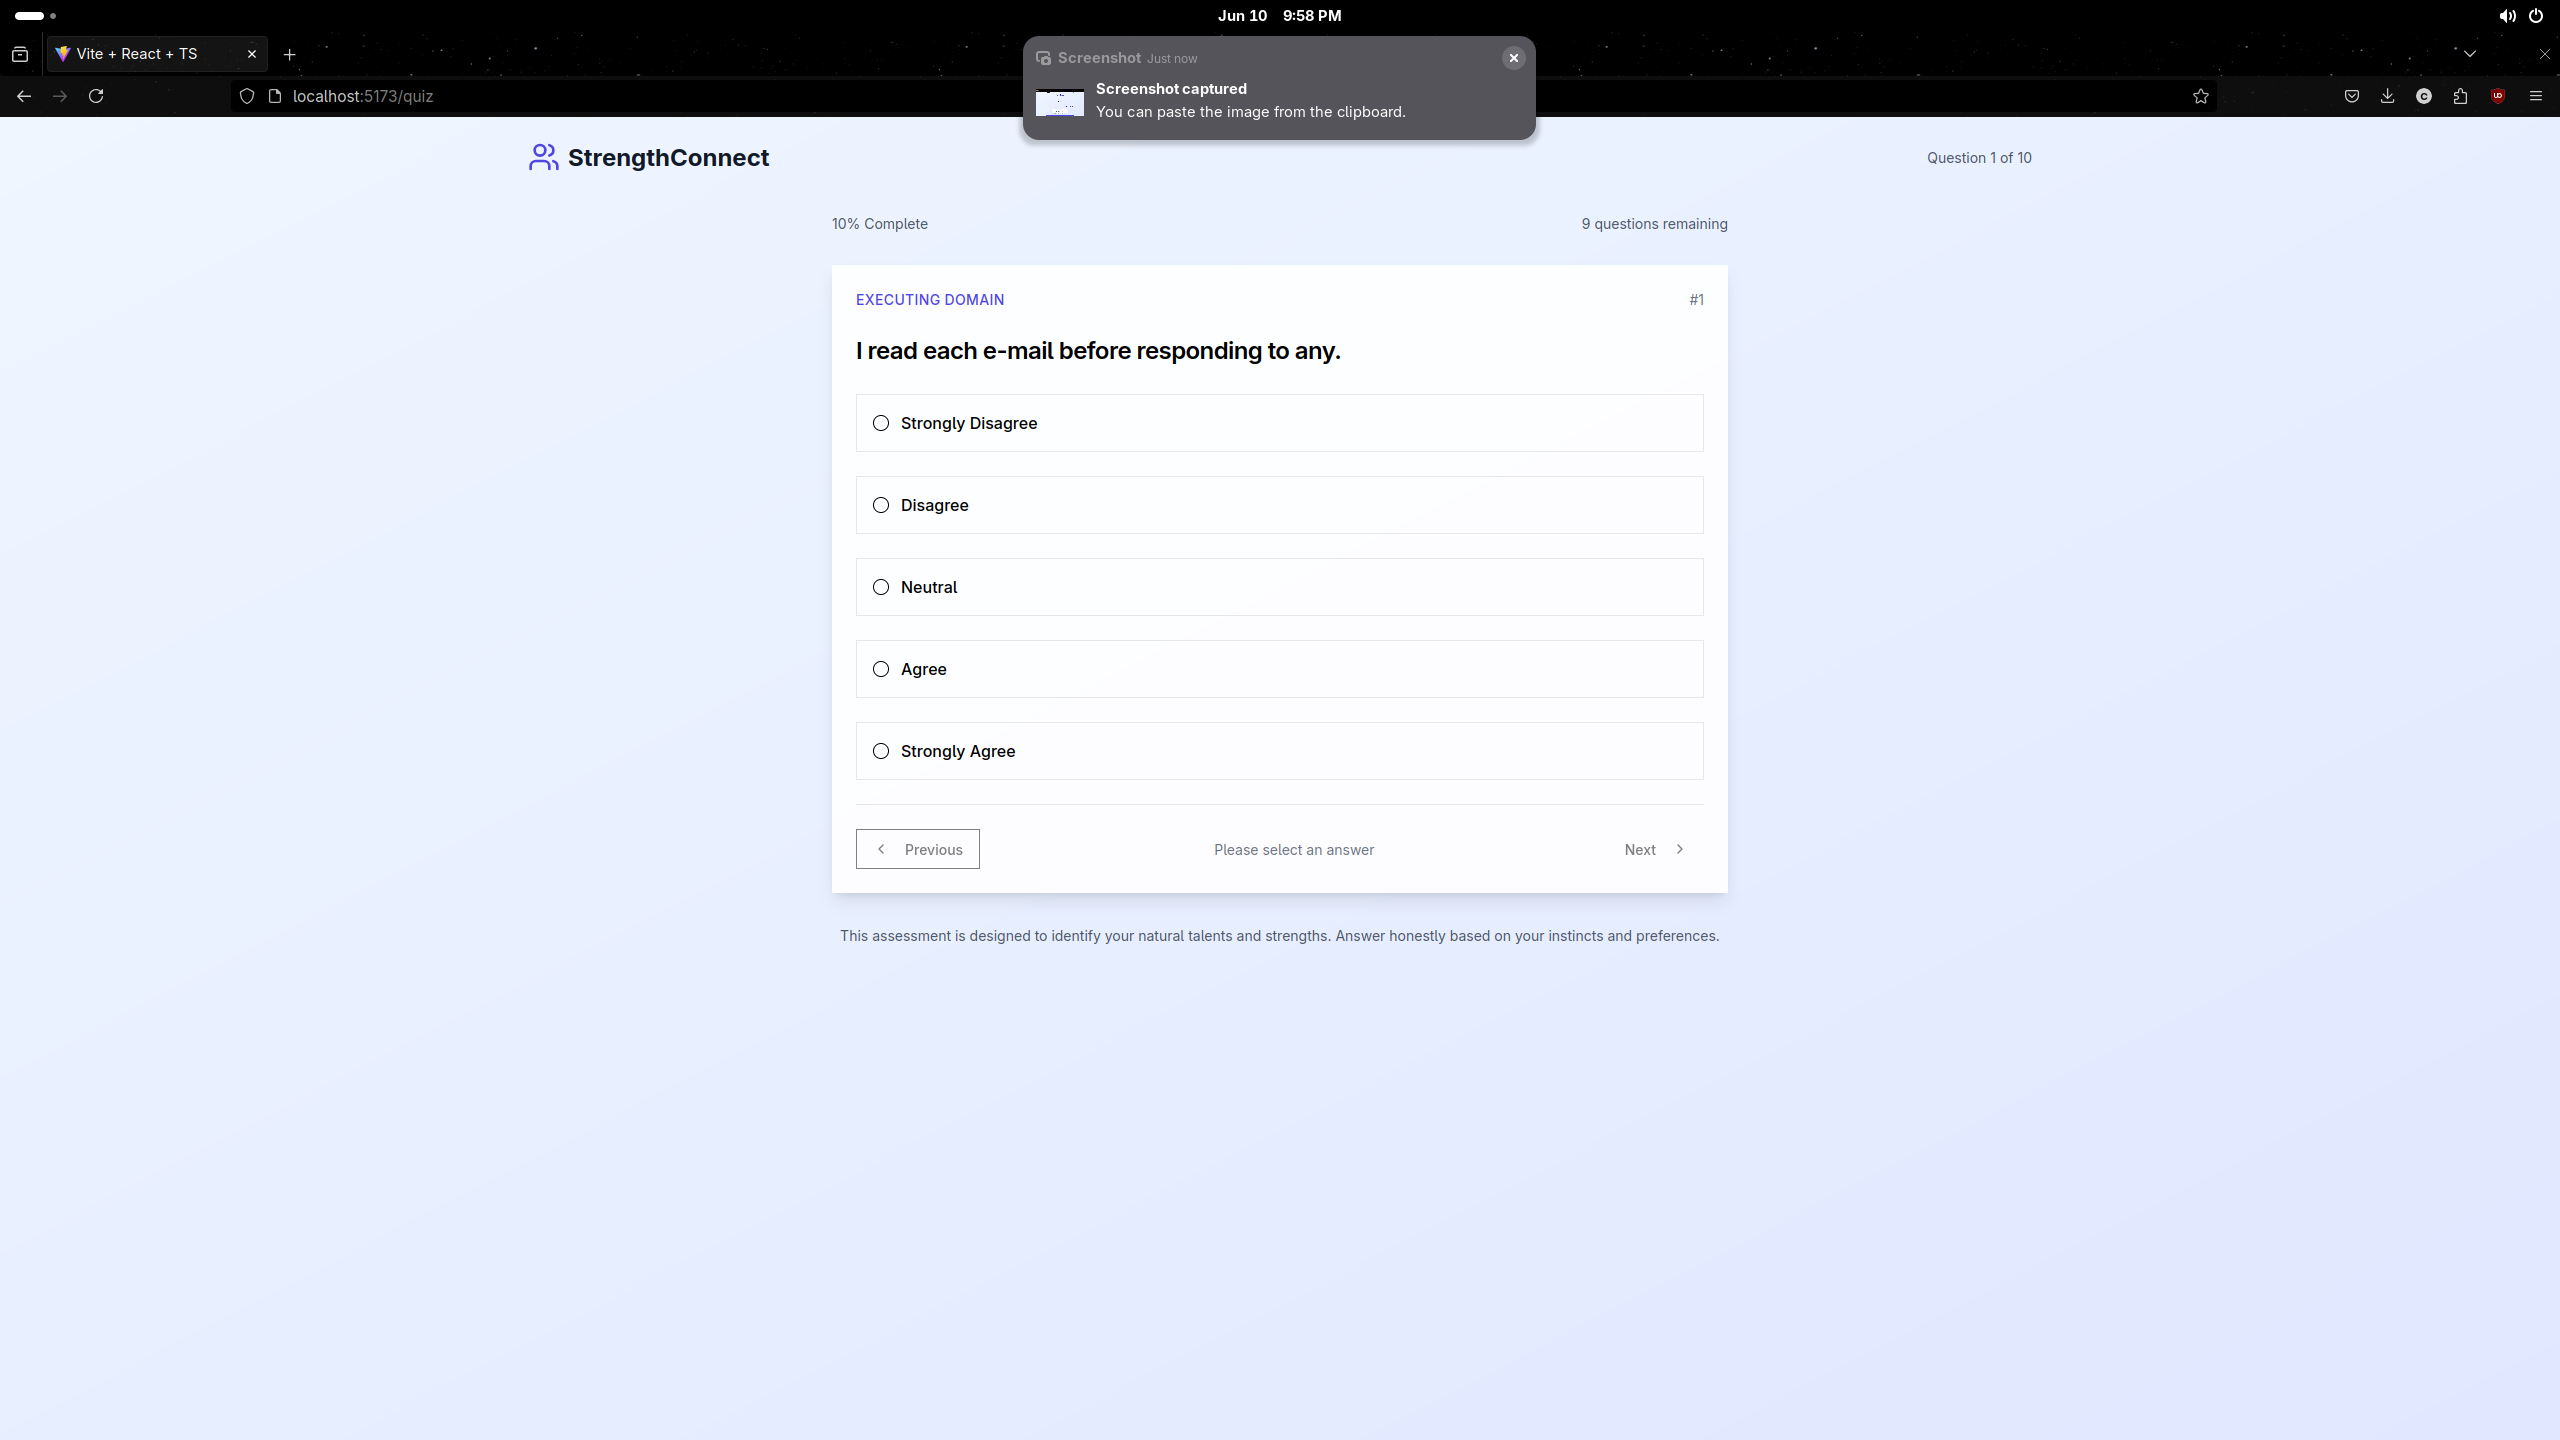 Jun 10 9:58 PM
Vite + React + TS
Screenshot Just now
Screenshot captured
You can paste the image from the clipboard.
localhost:5173/quiz
StrengthConnect
Question 1 of 10
10% Complete
9 questions remaining
EXECUTING DOMAIN
#1
I read each e-mail before responding to any.
Strongly Disagree
Disagree
Neutral
Agree
Strongly Agree
Previous
Please select an answer
Next
This assessment is designed to identify your natural talents and strengths. Answer honestly based on your instincts and preferences.